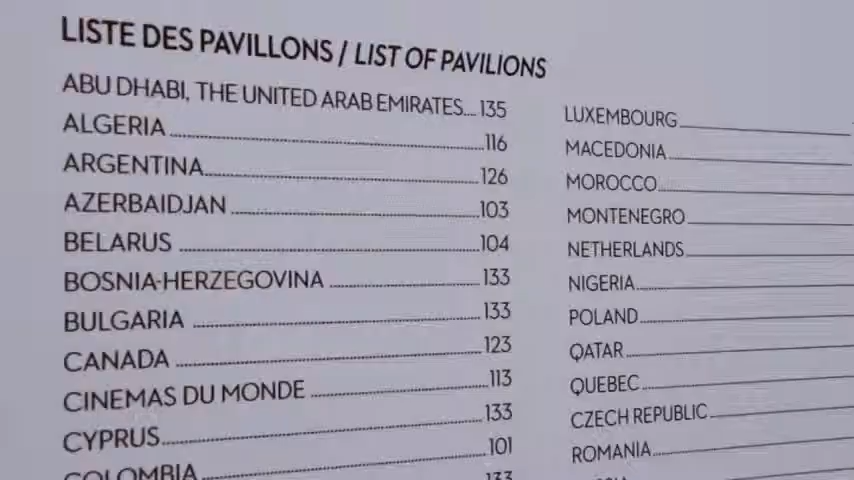 LISTE DES PAVILLONS / LIST OF PAVILIONS
ABU DHABI, THE UNITED ARAB EMIRATES....135
ALGERIA....116
ARGENTINA....126
AZERBAIDJAN....103
BELARUS....104
BOSNIA-HERZEGOVINA....133
BULGARIA....133
CANADA....123
CINEMAS DU MONDE....113
CYPRUS....133
COLOMBIA....101
133
LUXEMBOURG
MACEDONIA
MOROCCO
MONTENEGRO
NETHERLANDS
NIGERIA
POLAND
QATAR
QUEBEC
CZECH REPUBLIC
ROMANIA